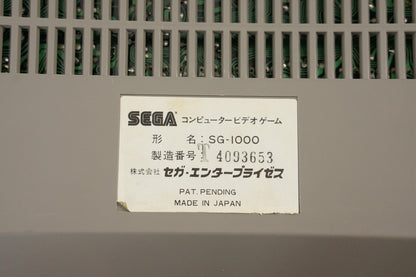 SEGA コンピュータービデオゲーム
形 名：SG-1000
製造番号 T 4093653
株式会社 セガ・エンタープライゼス
PAT. PENDING
MADE IN JAPAN